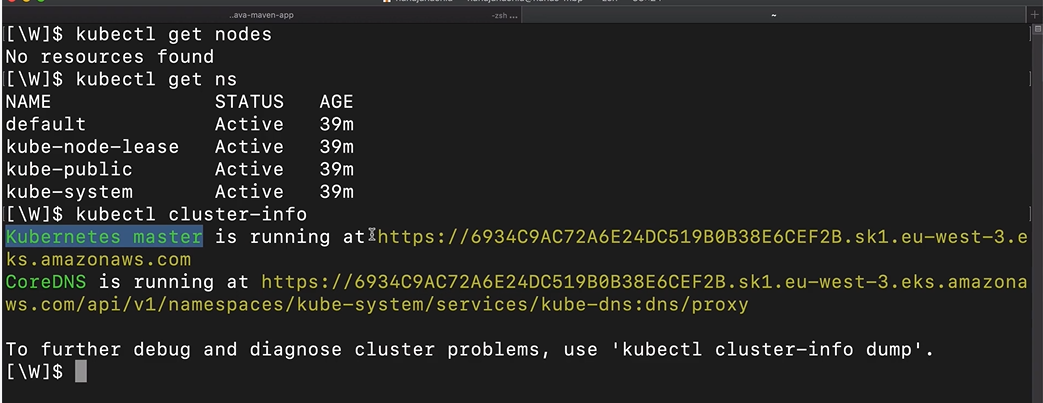 ..ava-maven-app
-zsh
~
[\W]$ kubectl get nodes
No resources found
[\W]$ kubectl get ns
NAME STATUS AGE
default Active 39m
kube-node-lease Active 39m
kube-public Active 39m
kube-system Active 39m
[\W]$ kubectl cluster-info
Kubernetes master is running at https://6934C9AC72A6E24DC519B0B38E6CEF2B.sk1.eu-west-3.e
ks.amazonaws.com
CoreDNS is running at https://6934C9AC72A6E24DC519B0B38E6CEF2B.sk1.eu-west-3.eks.amazona
ws.com/api/v1/namespaces/kube-system/services/kube-dns:dns/proxy
To further debug and diagnose cluster problems, use 'kubectl cluster-info dump'.
[\W]$